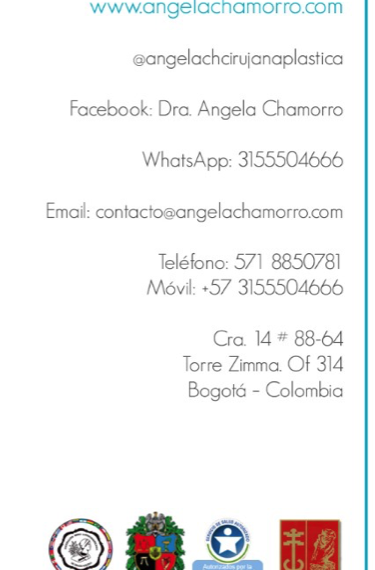 www.angelachamorro.com
@angelachcirujanaplastica
Facebook: Dra. Angela Chamorro
WhatsApp: 3155504666
Email: contacto@angelachamorro.com
Teléfono: 571 8850781
Móvil: +57 3155504666
Cra. 14 # 88-64
Torre Zimma. Of 314
Bogotá - Colombia
Autorizados por la